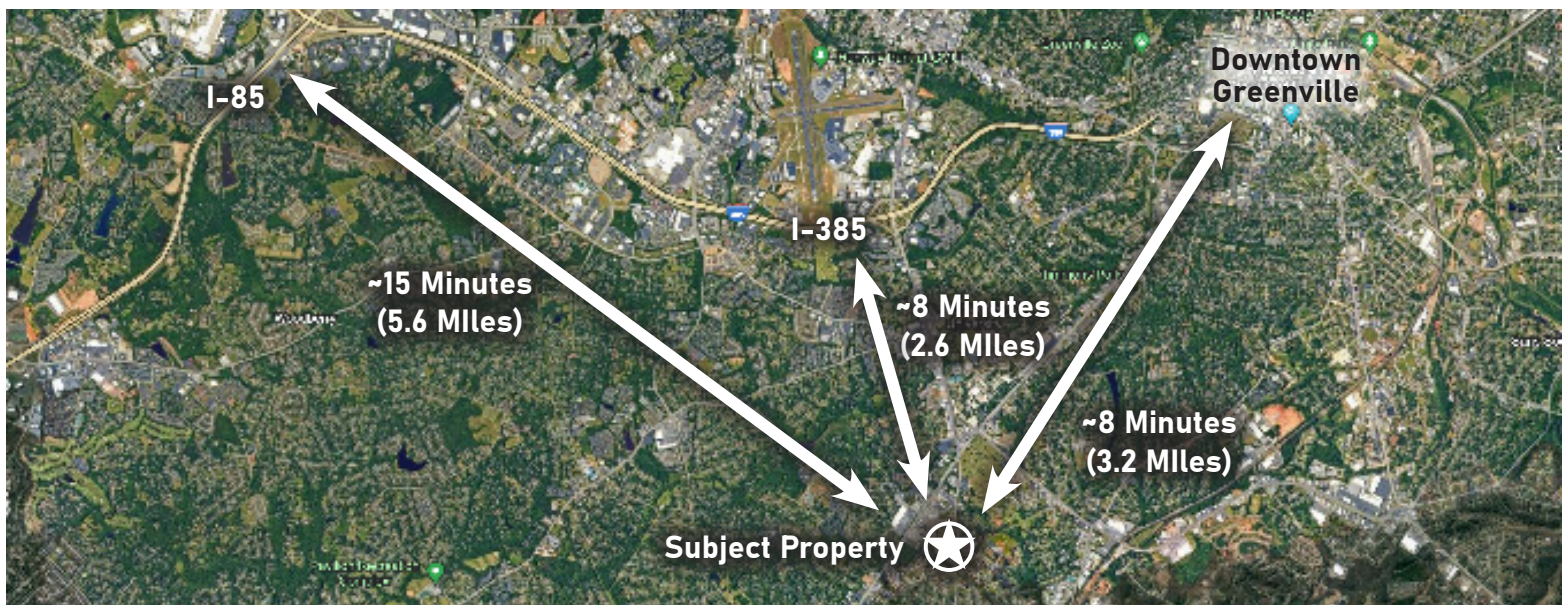 Downtown
Greenville
I-85
I-385
~15 Minutes
(5.6 MIles)
~8 Minutes
(2.6 MIles)
~8 Minutes
(3.2 MIles)
Subject Property